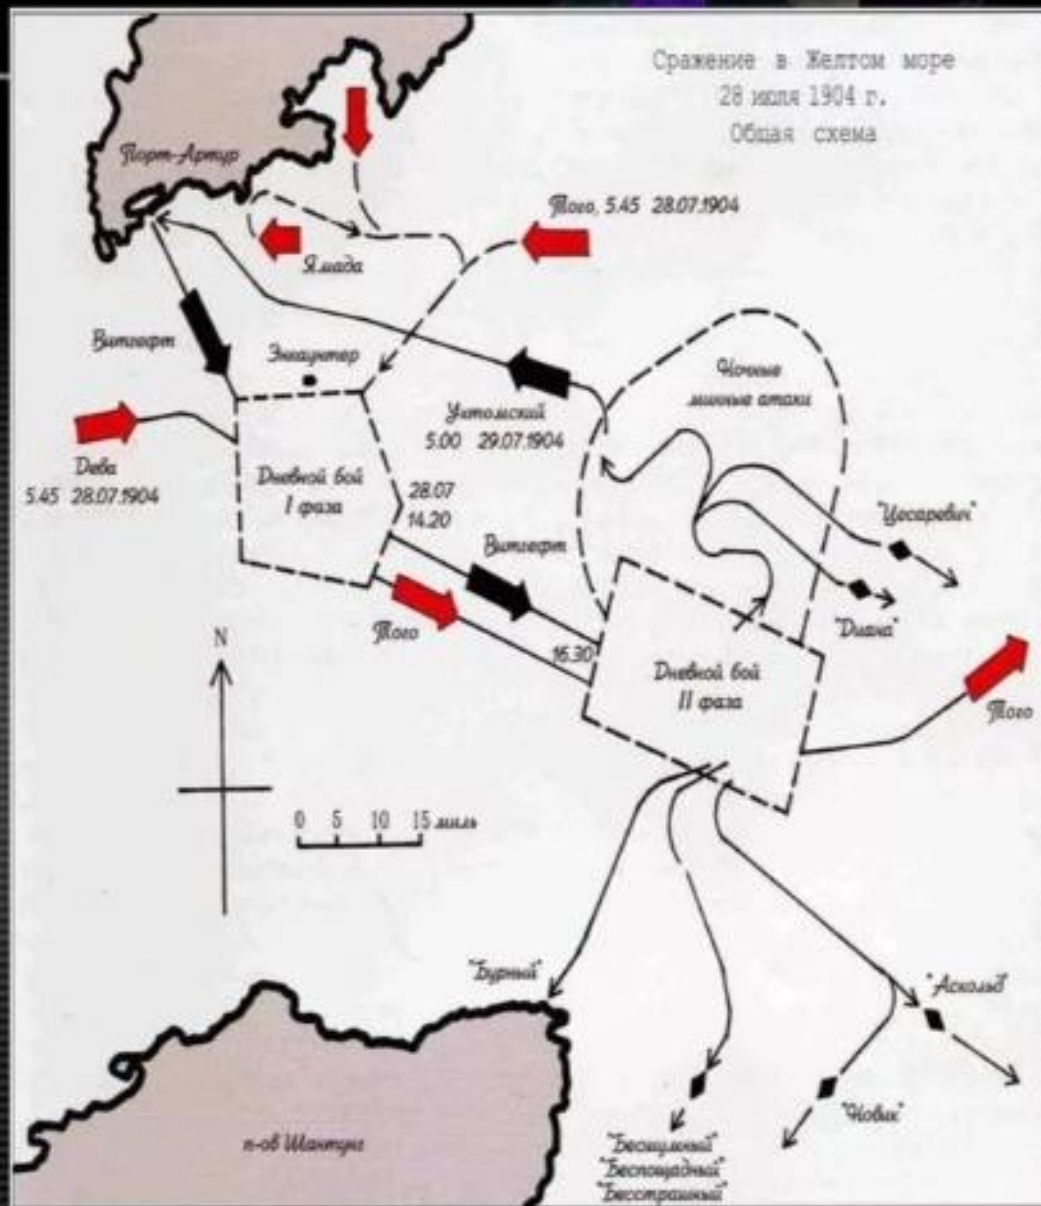 Сражение в Желтом море
28 июля 1904 г.
Общая схема
Порт-Артур
Того, 5.45 28.07.1904
Ямада
Витгефт
Энкаунтер
Ночные
минные атаки
Ухтомский
5.00 29.07.1904
Дева
5.45 28.07.1904
Дневной бой
I фаза
28.07
14.20
"Цесаревич"
Витгефт
"Диана"
Того
16.30
N
Дневной бой
II фаза
Того
0 5 10 15 миль
"Бурный"
"Аскольд"
"Новик"
п-ов Шантунг
"Бесшумный"
"Беспощадный"
"Бесстрашный"